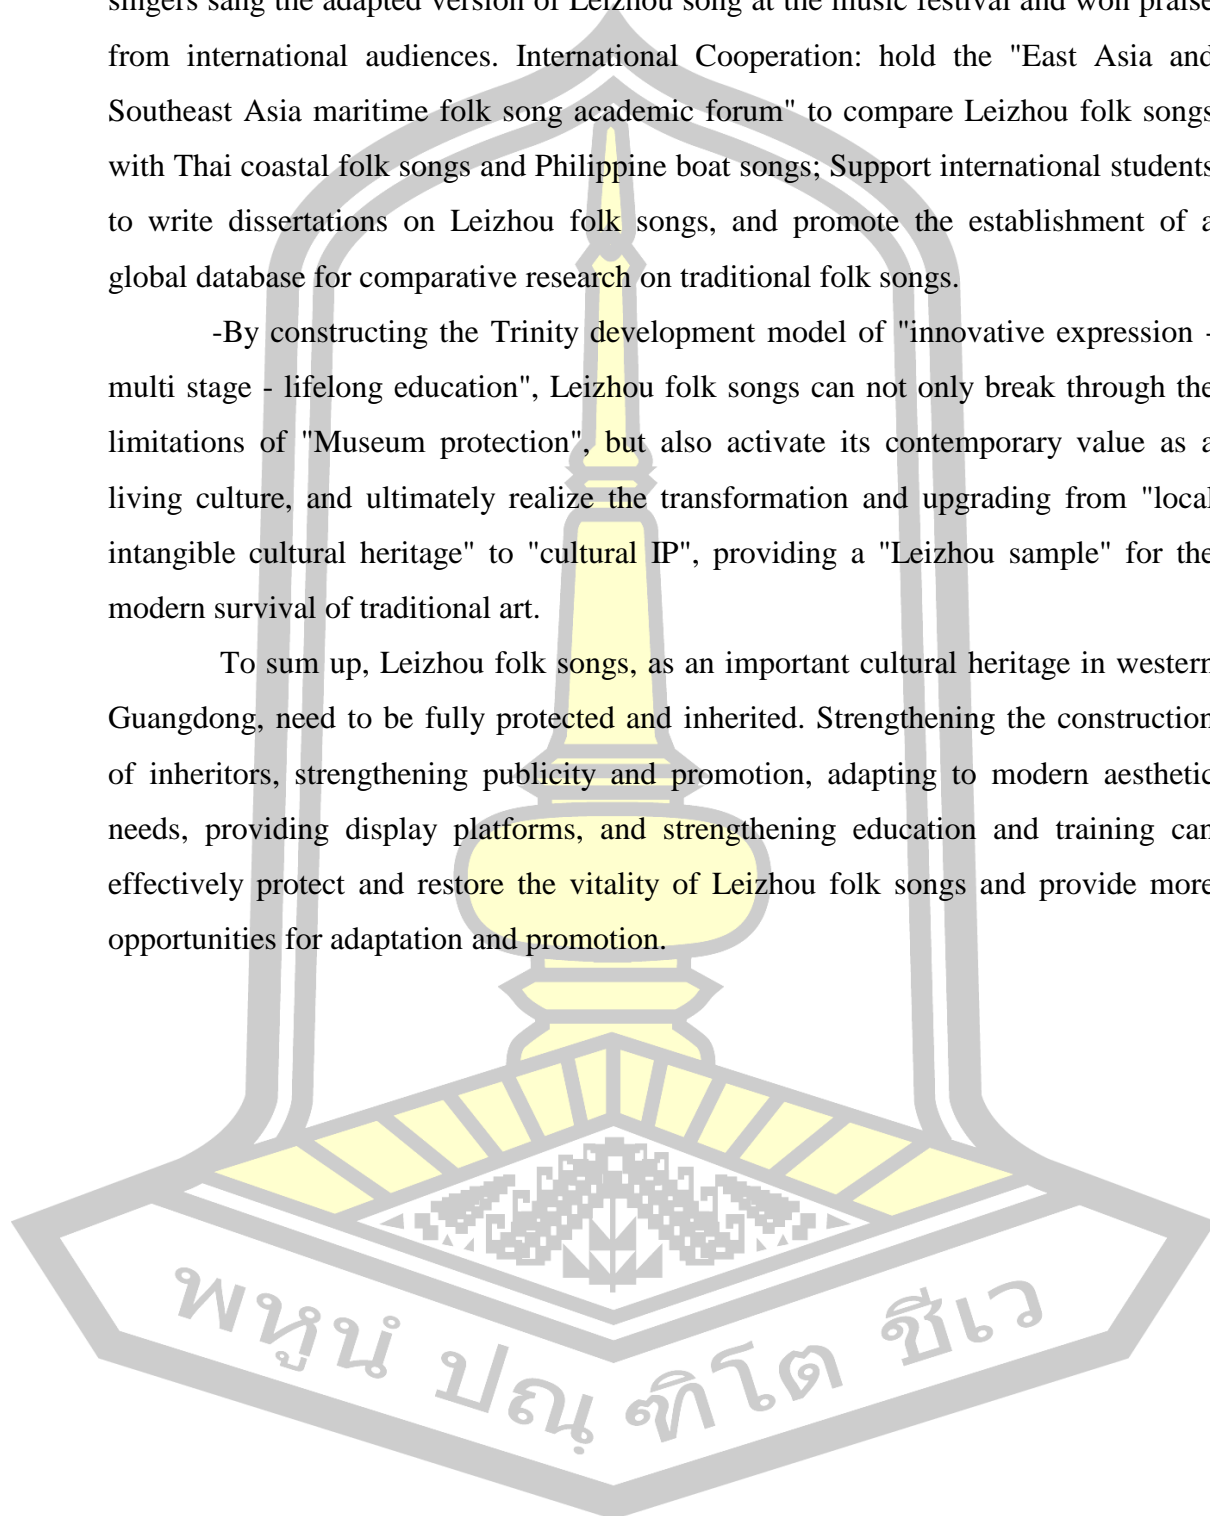 singers sang the adapted version of Leizhou song at the music festival and won praise
from international audiences. International Cooperation: hold the "East Asia and
Southeast Asia maritime folk song academic forum" to compare Leizhou folk songs
with Thai coastal folk songs and Philippine boat songs; Support international students
to write dissertations on Leizhou folk songs, and promote the establishment of a
global database for comparative research on traditional folk songs.
-By constructing the Trinity development model of "innovative expression -
multi stage - lifelong education", Leizhou folk songs can not only break through the
limitations of "Museum protection", but also activate its contemporary value as a
living culture, and ultimately realize the transformation and upgrading from "local
intangible cultural heritage" to "cultural IP", providing a "Leizhou sample" for the
modern survival of traditional art.
To sum up, Leizhou folk songs, as an important cultural heritage in western
Guangdong, need to be fully protected and inherited. Strengthening the construction
of inheritors, strengthening publicity and promotion, adapting to modern aesthetic
needs, providing display platforms, and strengthening education and training can
effectively protect and restore the vitality of Leizhou folk songs and provide more
opportunities for adaptation and promotion.
พหูนํ ปณฺ ฑิโต ชีเว